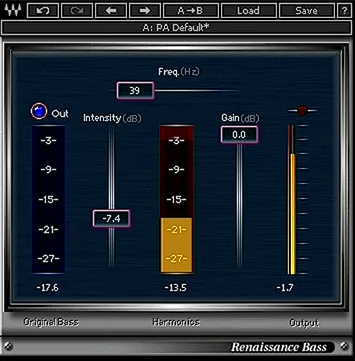 A→B Load Save ?
A: PA Default*
Freq.(Hz)
39
Out Intensity (dB) Gain (dB)
0.0
-3- -3-
-9- -9-
-15- -15-
-7.4
-21- -21-
-27- -27-
-17.6 -13.5 -1.7
Original Bass Harmonics Output
Renaissance Bass